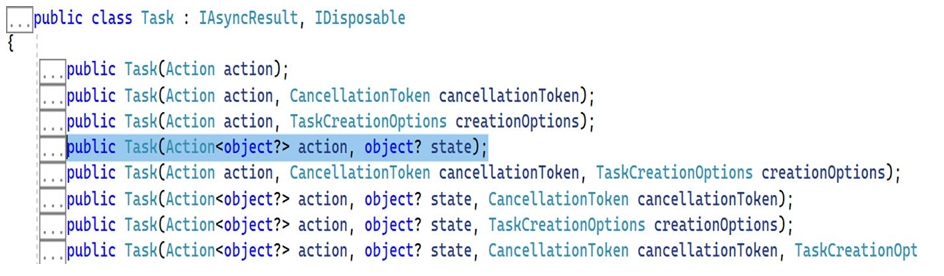 ...public class Task : IAsyncResult, IDisposable
{
...public Task(Action action);
...public Task(Action action, CancellationToken cancellationToken);
...public Task(Action action, TaskCreationOptions creationOptions);
...public Task(Action<object?> action, object? state);
...public Task(Action action, CancellationToken cancellationToken, TaskCreationOptions creationOptions);
...public Task(Action<object?> action, object? state, CancellationToken cancellationToken);
...public Task(Action<object?> action, object? state, TaskCreationOptions creationOptions);
...public Task(Action<object?> action, object? state, CancellationToken cancellationToken, TaskCreationOpt